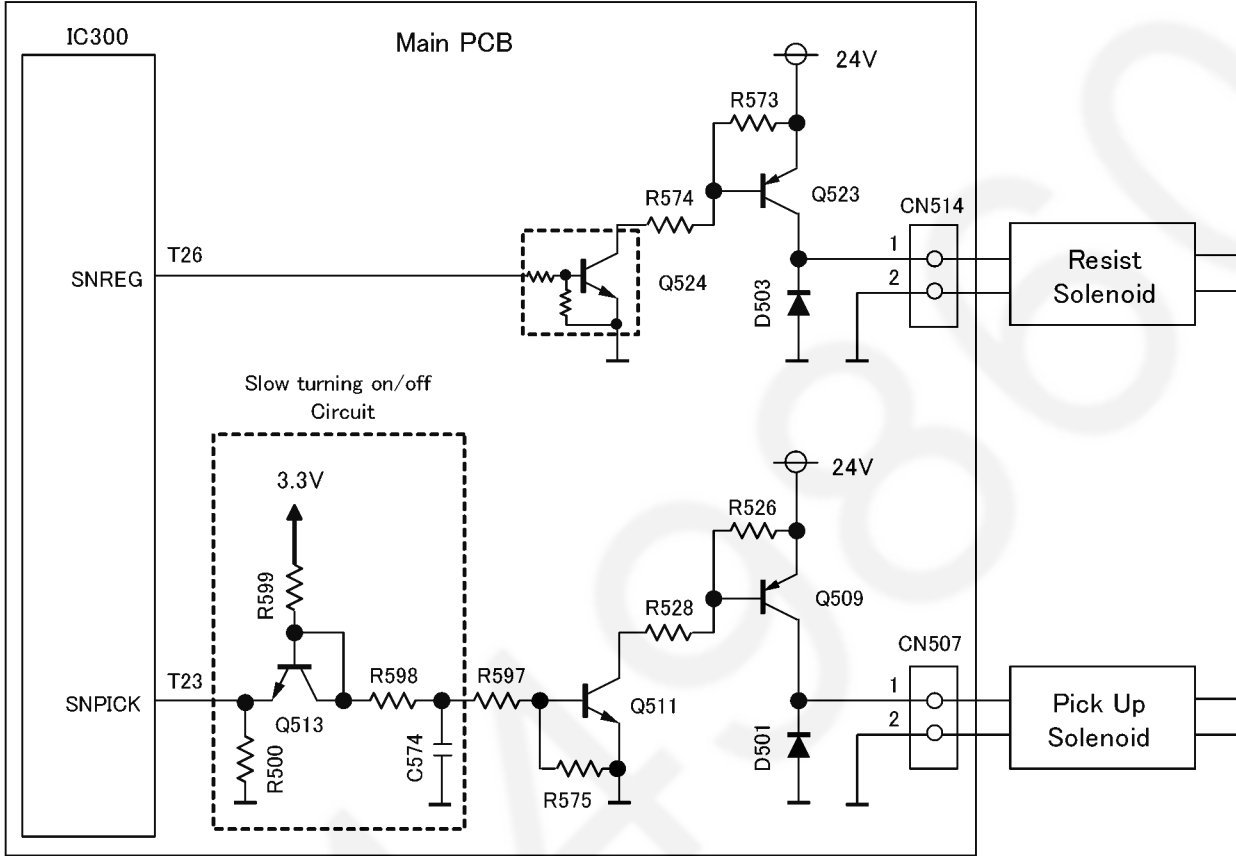 IC300
Main PCB
24V
R573
R574
Q523
CN514
T26
SNREG
Q524
D503
1
2
Resist
Solenoid
Slow turning on/off
Circuit
3.3V
24V
R599
R526
R528
Q509
CN507
T23
SNPICK
Q513
R598
R597
Q511
D501
1
2
Pick Up
Solenoid
R500
C574
R575